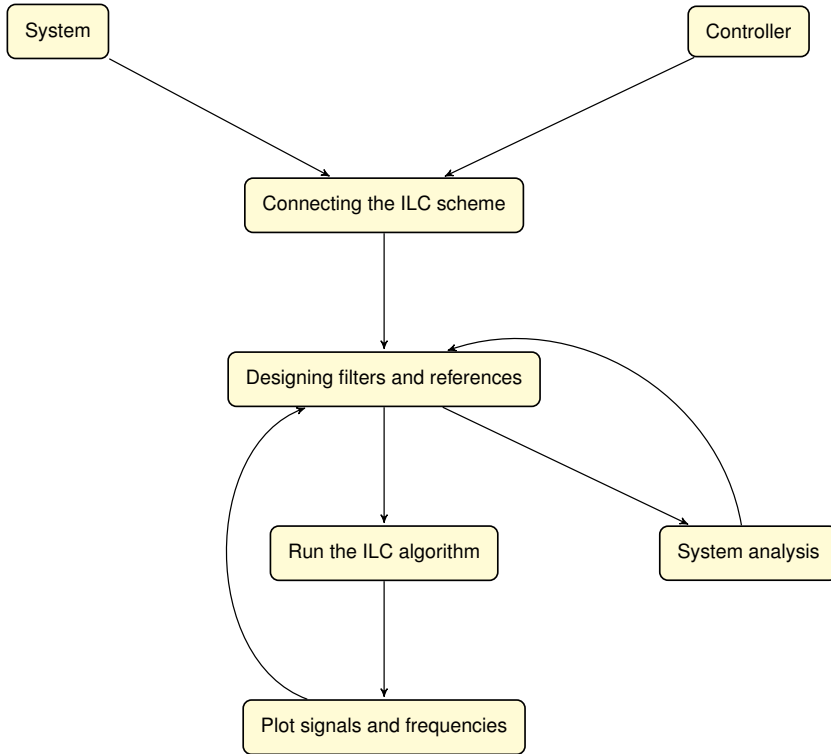 System
Controller
Connecting the ILC scheme
Designing filters and references
Run the ILC algorithm
System analysis
Plot signals and frequencies